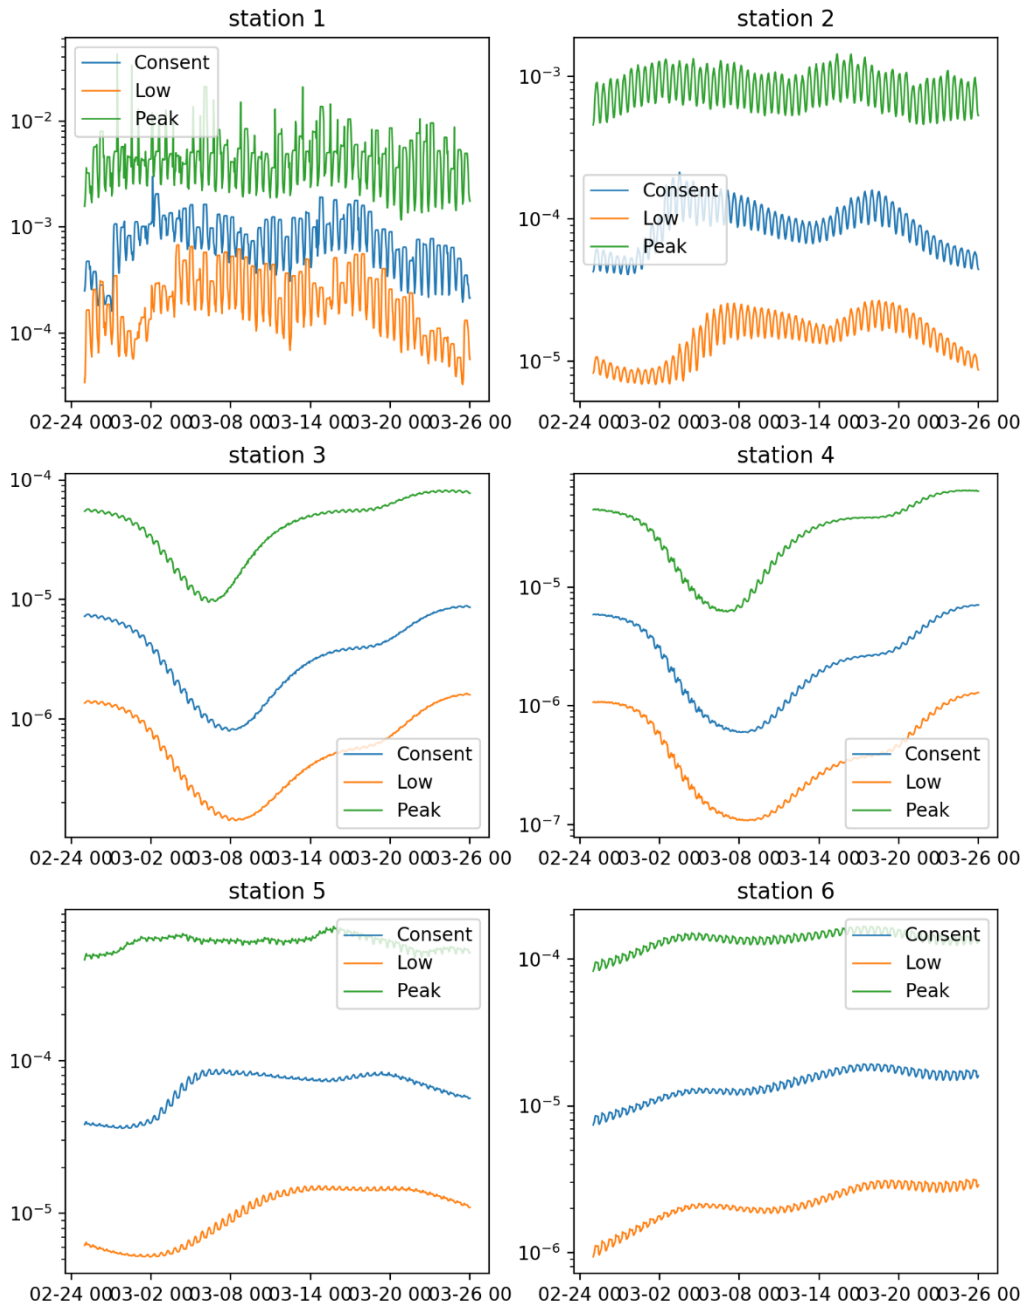 station 1
Consent
Low
Peak
10⁻²
10⁻³
10⁻⁴
02-24 00 03-02 00 03-08 00 03-14 00 03-20 00 03-26 00
station 2
Consent
Low
Peak
10⁻³
10⁻⁴
10⁻⁵
02-24 00 03-02 00 03-08 00 03-14 00 03-20 00 03-26 00
station 3
10⁻⁴
10⁻⁵
10⁻⁶
Consent
Low
Peak
02-24 00 03-02 00 03-08 00 03-14 00 03-20 00 03-26 00
station 4
10⁻⁵
10⁻⁶
10⁻⁷
Consent
Low
Peak
02-24 00 03-02 00 03-08 00 03-14 00 03-20 00 03-26 00
station 5
Consent
Low
Peak
10⁻⁴
10⁻⁵
02-24 00 03-02 00 03-08 00 03-14 00 03-20 00 03-26 00
station 6
Consent
Low
Peak
10⁻⁴
10⁻⁵
10⁻⁶
02-24 00 03-02 00 03-08 00 03-14 00 03-20 00 03-26 00